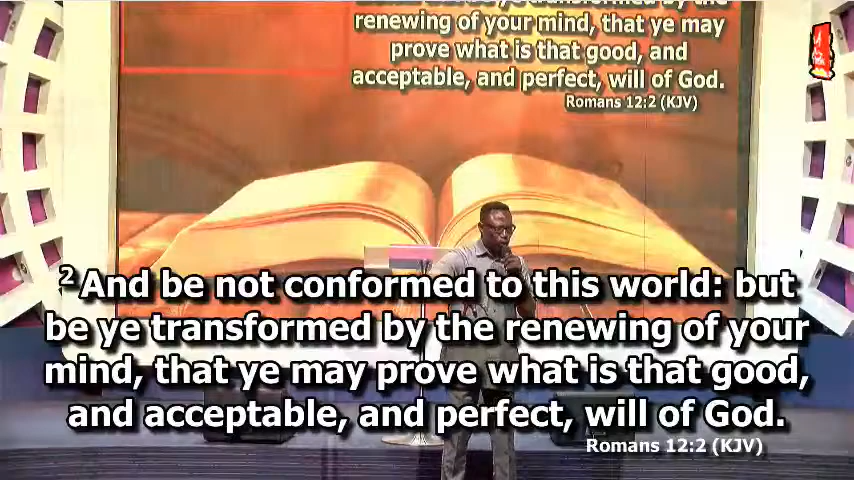 renewing of your mind, that ye may
prove what is that good, and
acceptable, and perfect, will of God.
Romans 12:2 (KJV)
2 And be not conformed to this world: but
be ye transformed by the renewing of your
mind, that ye may prove what is that good,
and acceptable, and perfect, will of God.
Romans 12:2 (KJV)